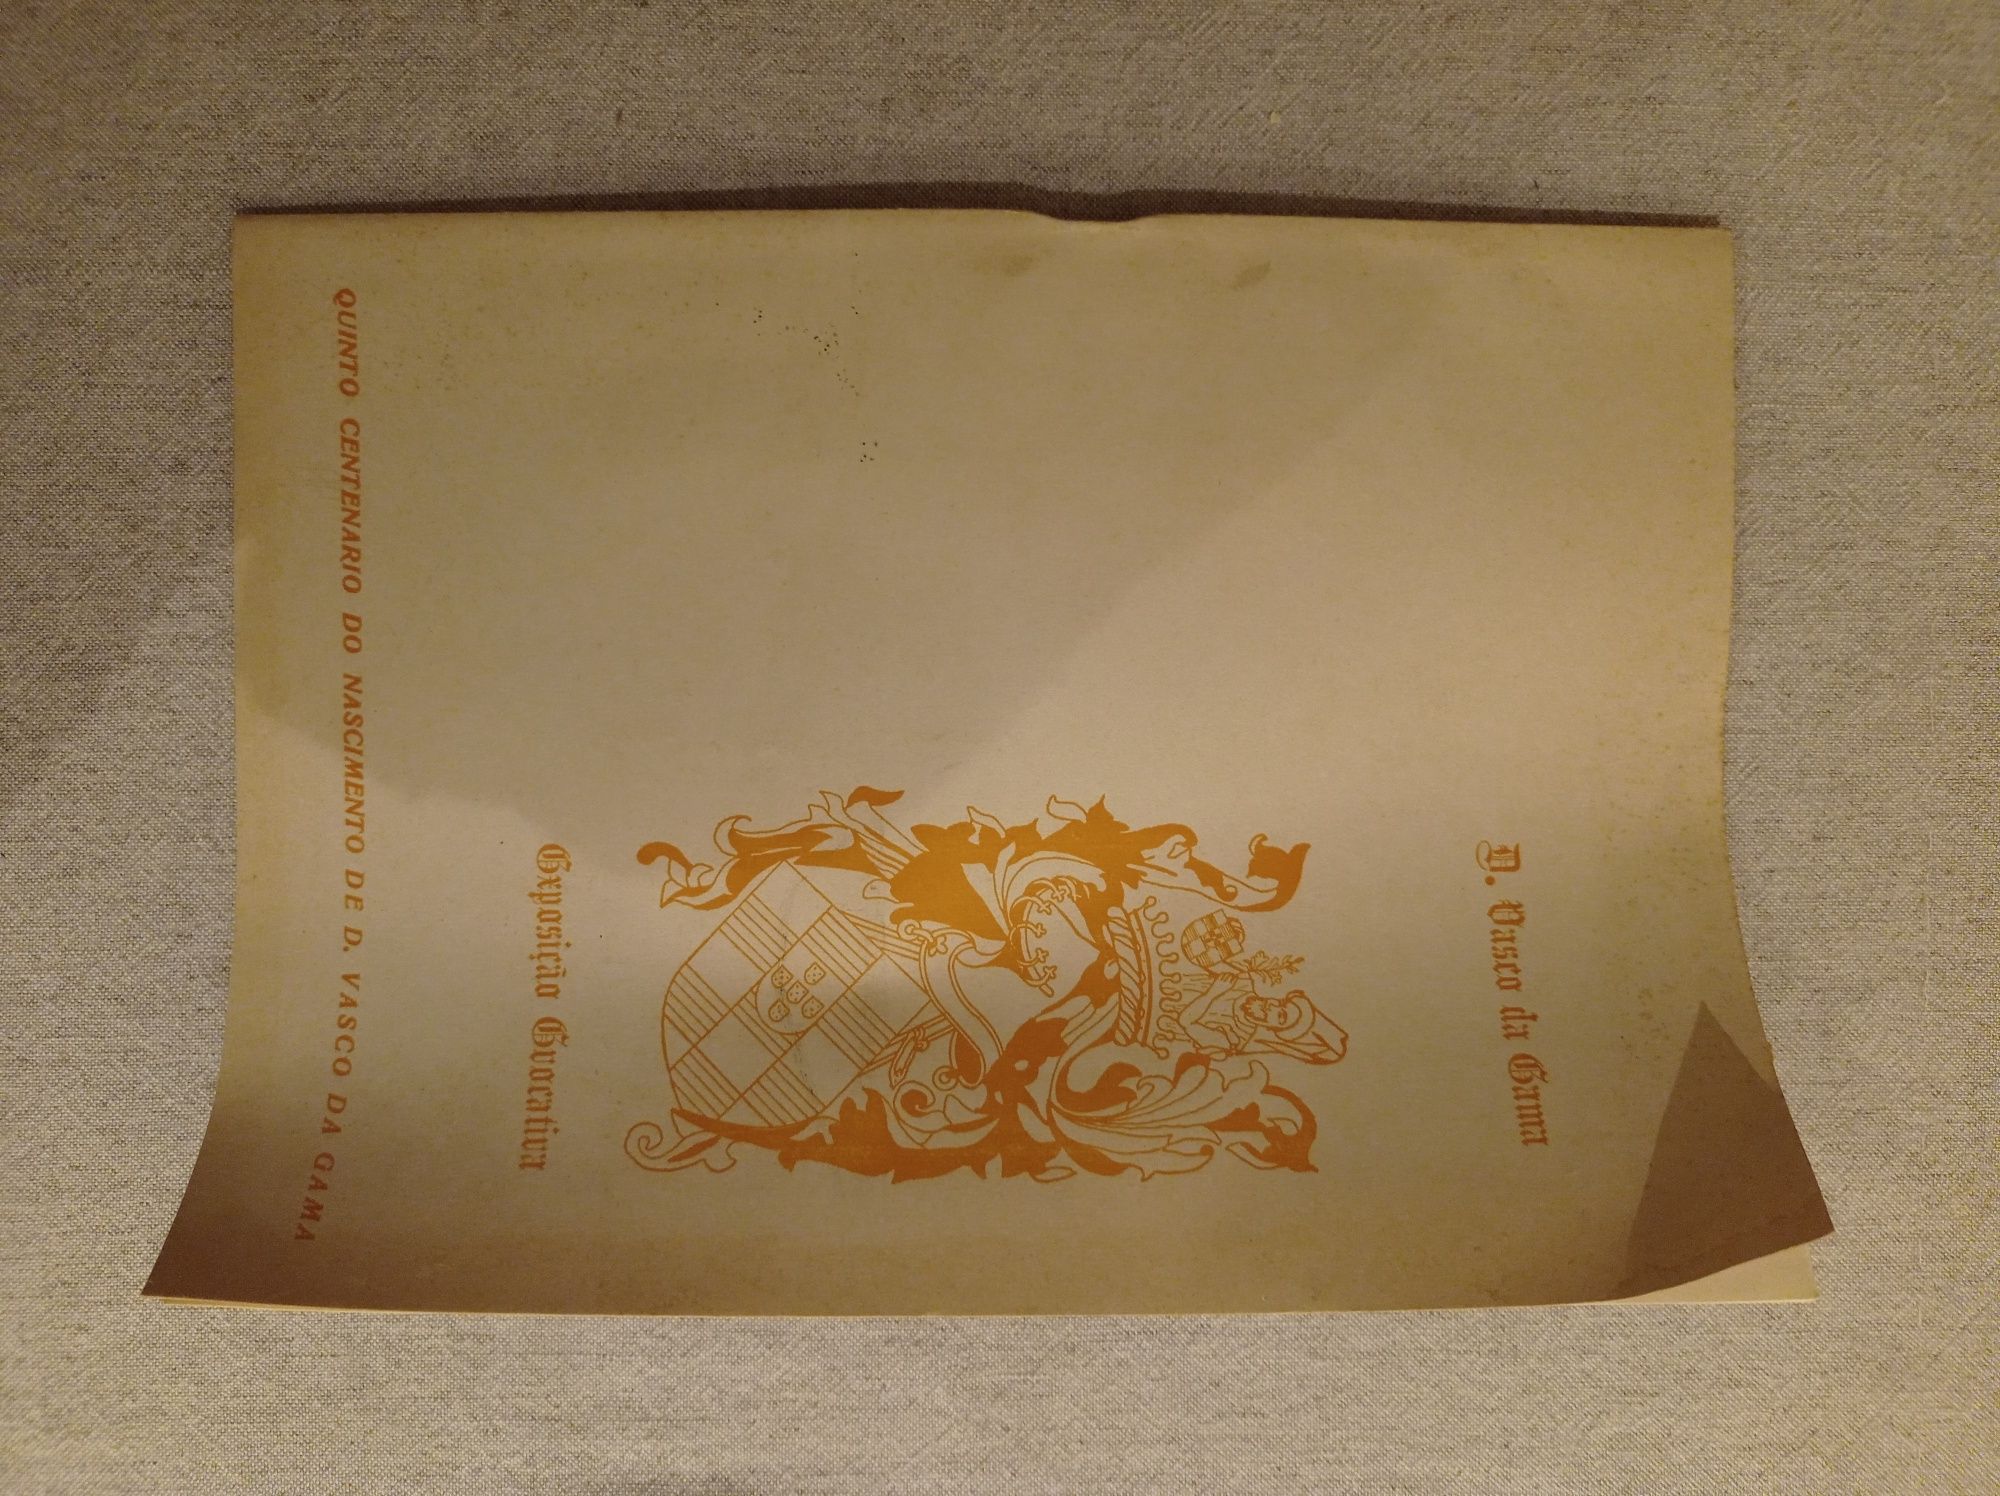 D. Vasco da Gama
Exposição Evocativa
QUINTO CENTENARIO DO NASCIMENTO DE D. VASCO DA GAMA